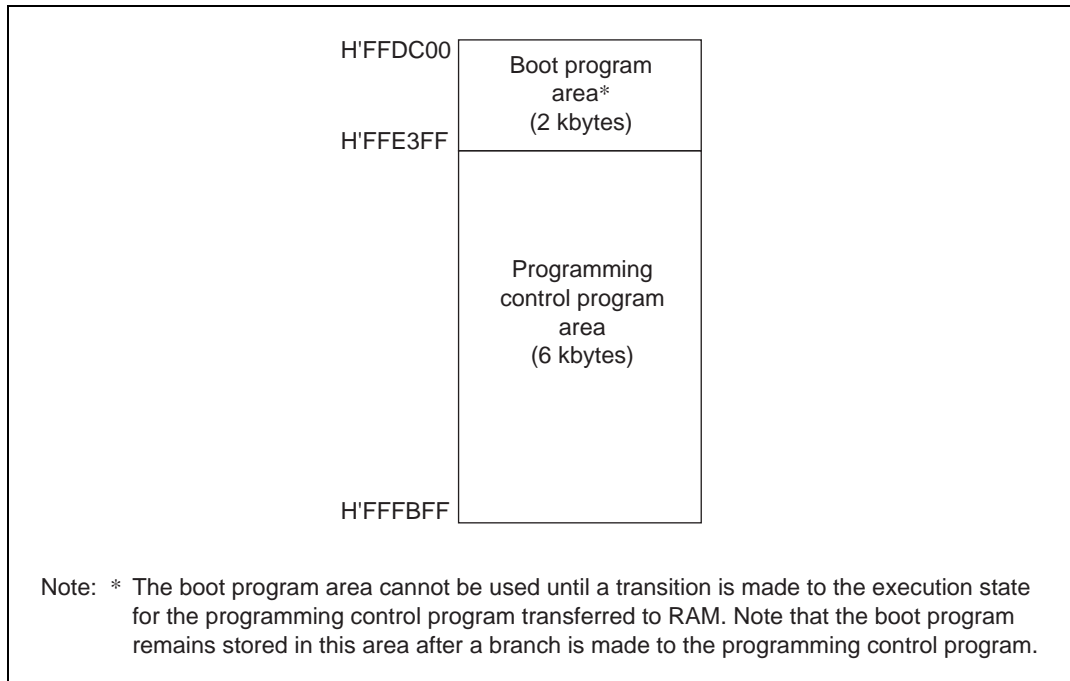 H'FFDC00
Boot program
area*
(2 kbytes)
H'FFE3FF
Programming
control program
area
(6 kbytes)
H'FFFBFF
Note: * The boot program area cannot be used until a transition is made to the execution state
for the programming control program transferred to RAM. Note that the boot program
remains stored in this area after a branch is made to the programming control program.